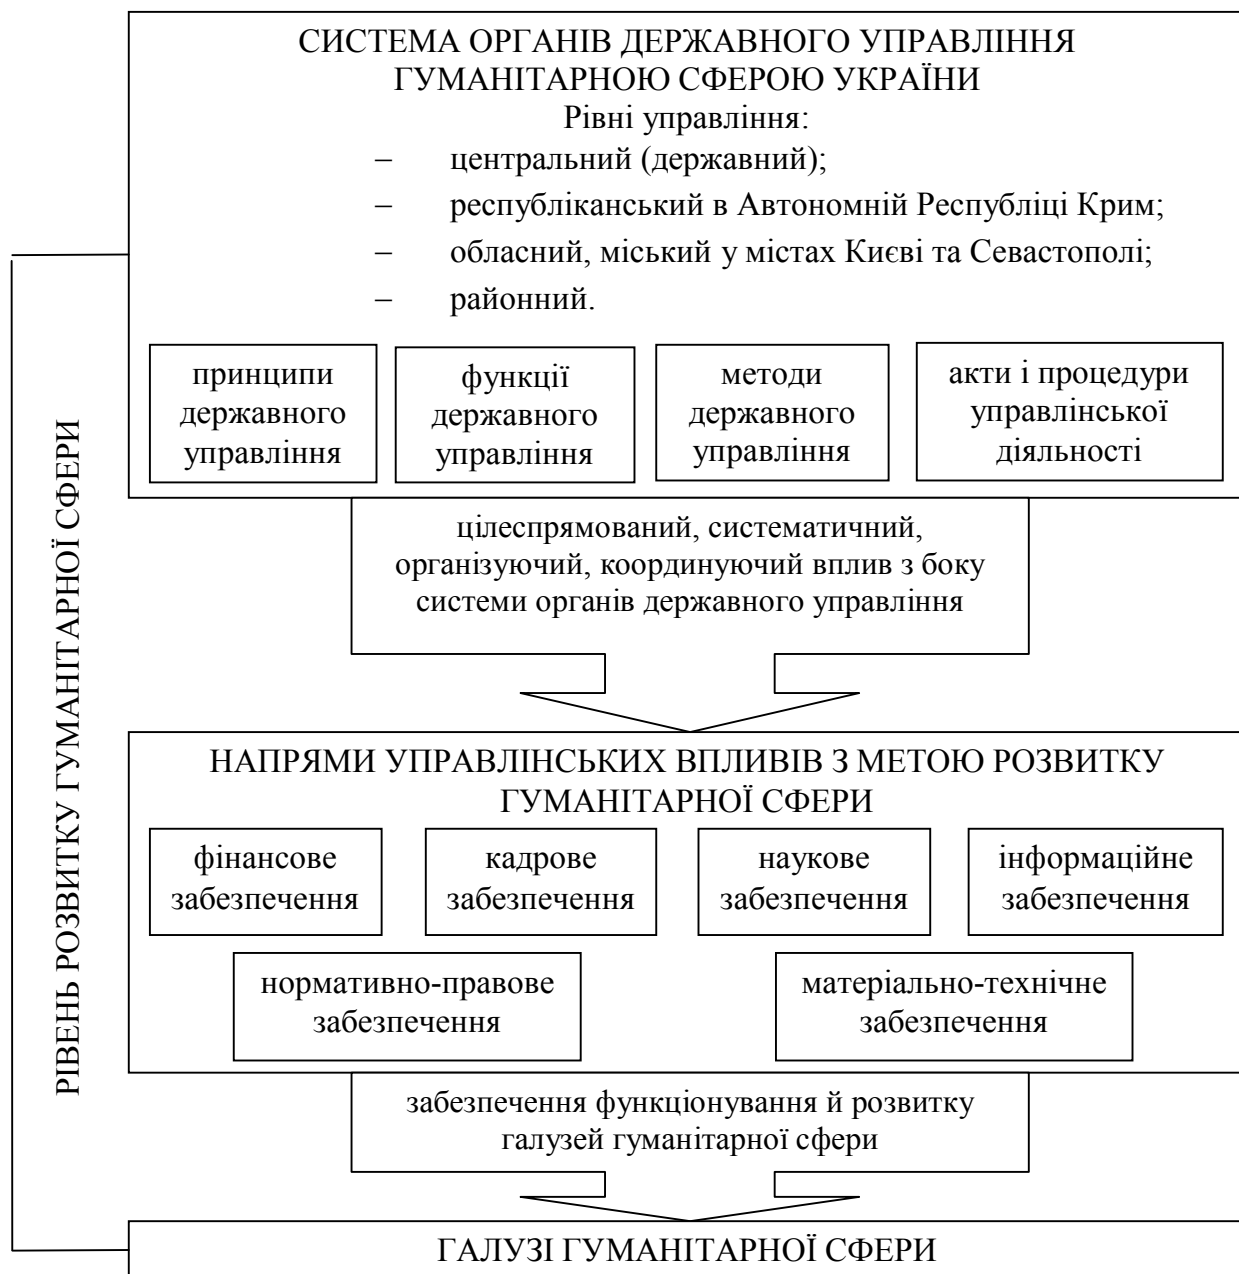 СИСТЕМА ОРГАНІВ ДЕРЖАВНОГО УПРАВЛІННЯ
ГУМАНІТАРНОЮ СФЕРОЮ УКРАЇНИ
Рівні управління:
– центральний (державний);
– республіканський в Автономній Республіці Крим;
– обласний, міський у містах Києві та Севастополі;
– районний.
принципи
державного
управління
функції
державного
управління
методи
державного
управління
акти і процедури
управлінської
діяльності
цілеспрямований, систематичний,
організуючий, координуючий вплив з боку
системи органів державного управління
НАПРЯМИ УПРАВЛІНСЬКИХ ВПЛИВІВ З МЕТОЮ РОЗВИТКУ
ГУМАНІТАРНОЇ СФЕРИ
фінансове
забезпечення
кадрове
забезпечення
наукове
забезпечення
інформаційне
забезпечення
нормативно-правове
забезпечення
матеріально-технічне
забезпечення
забезпечення функціонування й розвитку
галузей гуманітарної сфери
ГАЛУЗІ ГУМАНІТАРНОЇ СФЕРИ
РІВЕНЬ РОЗВИТКУ ГУМАНІТАРНОЇ СФЕРИ